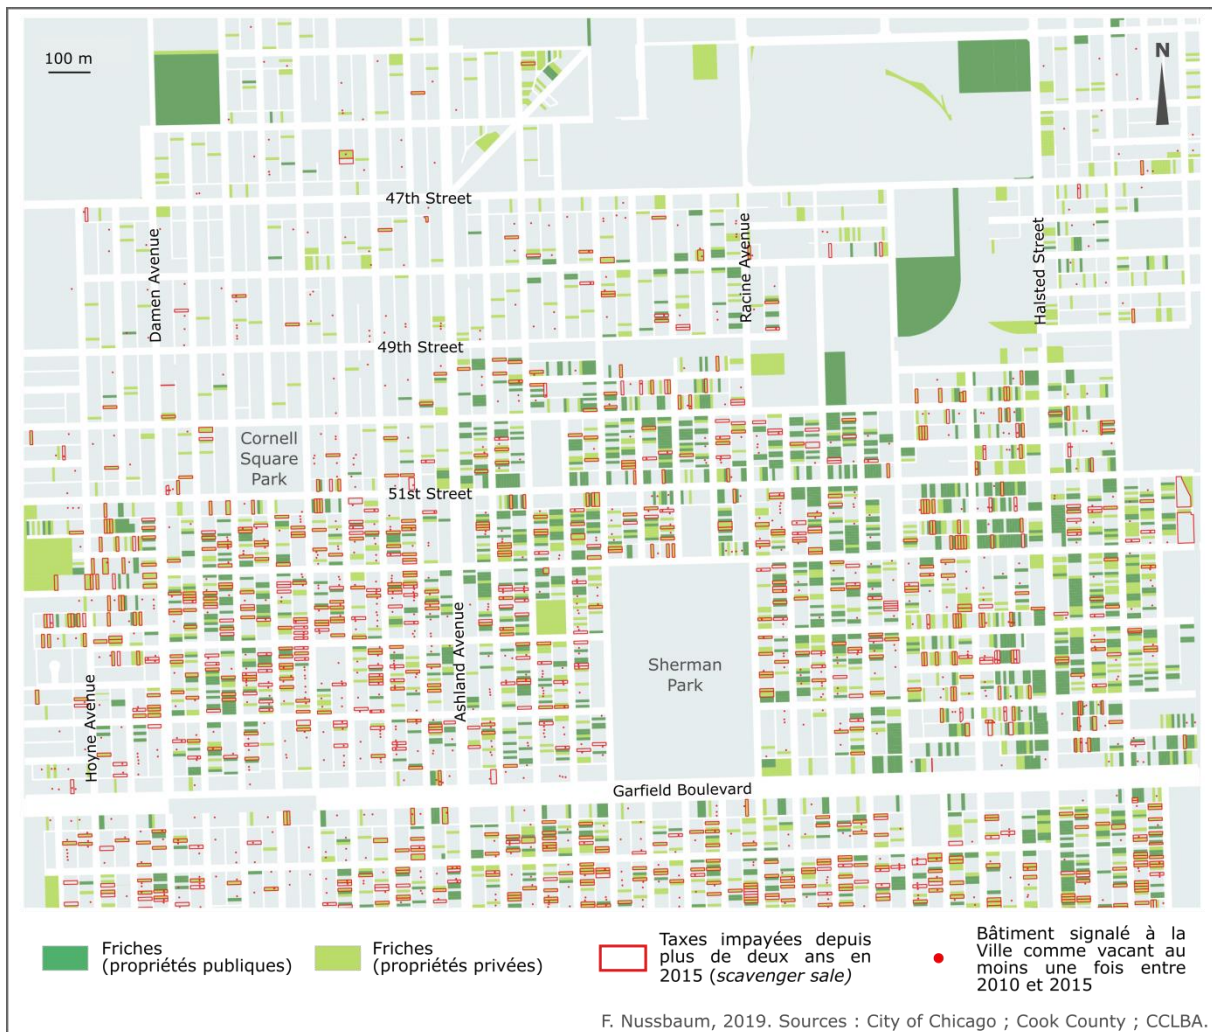 100 m
N
47th Street
Damen Avenue
Racine Avenue
Halsted Street
49th Street
Cornell
Square
Park
51st Street
Ashland Avenue
Sherman
Park
Hoyne Avenue
Garfield Boulevard
Friches
(propriétés publiques)
Friches
(propriétés privées)
Taxes impayées depuis
plus de deux ans en
2015 (scavenger sale)
Bâtiment signalé à la
Ville comme vacant au
moins une fois entre
2010 et 2015
F. Nussbaum, 2019. Sources : City of Chicago ; Cook County ; CCLBA.